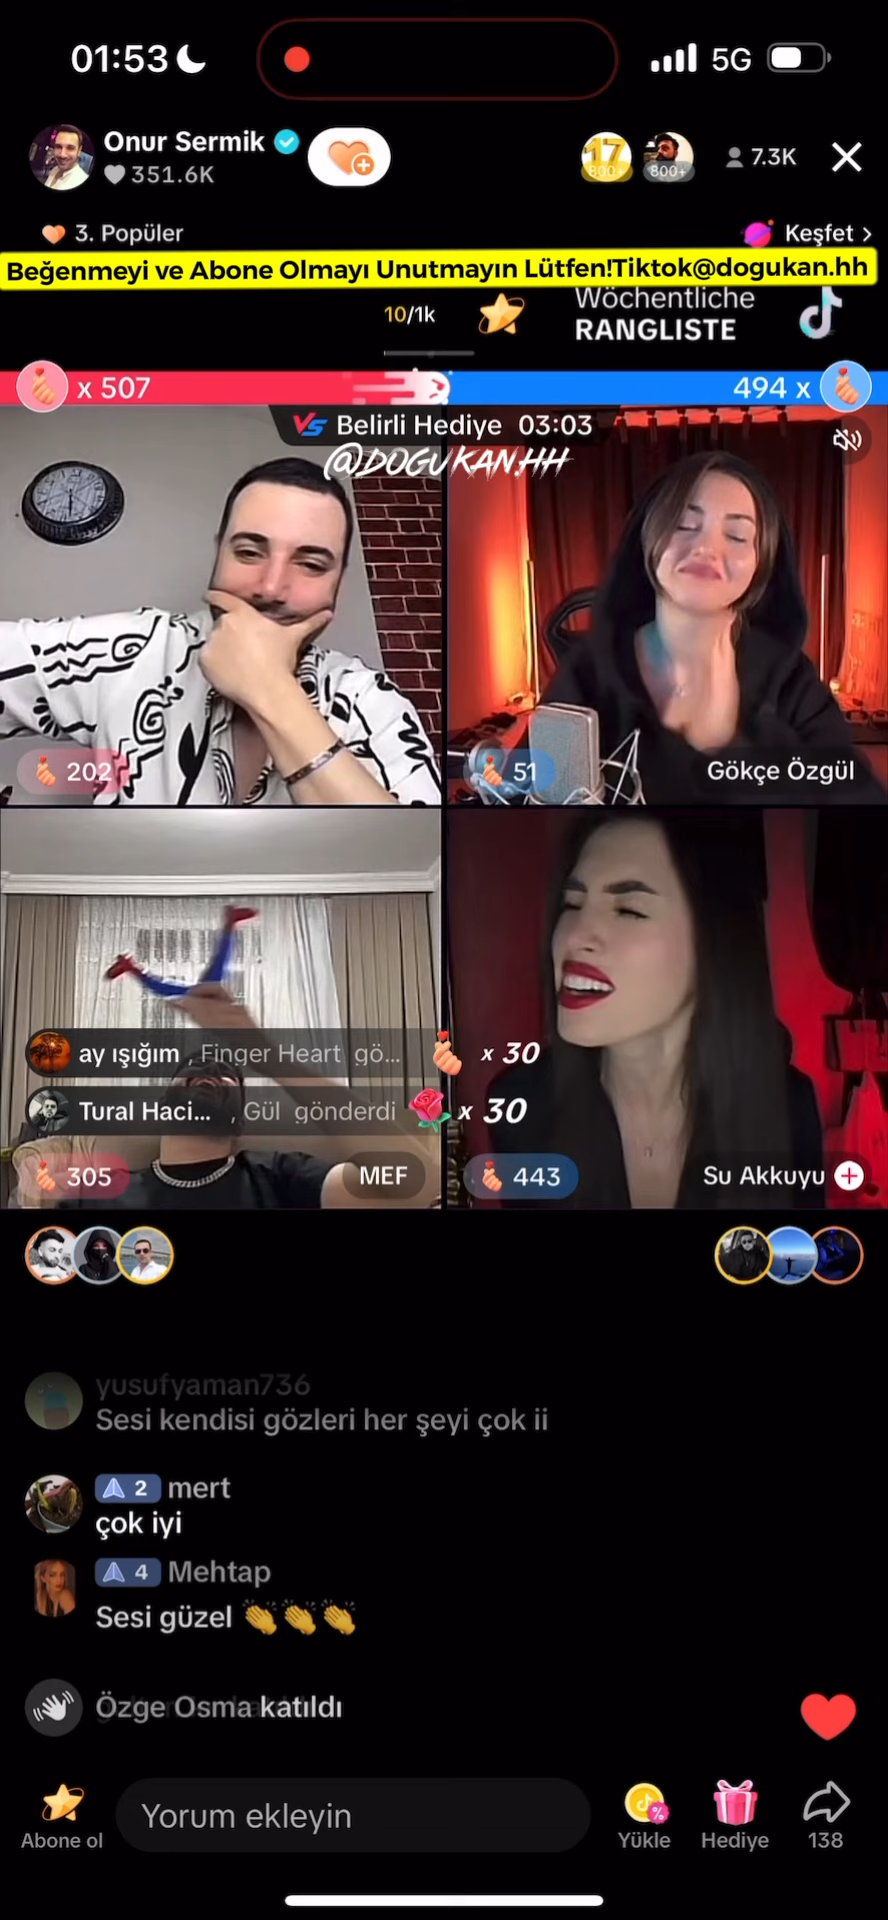 01:53
5G
Onur Sermik
351.6K
17
800+
800+
7.3K
3. Popüler
Keşfet >
Beğenmeyi ve Abone Olmayı Unutmayın Lütfen!Tiktok@dogukan.hh
10/1k
Wöchentliche
RANGLISTE
x 507
494 x
VS Belirli Hediye 03:03
@DOGUKAN.HH
202
51
Gökçe Özgül
ay ışığım , Finger Heart gö... x 30
Tural Haci... , Gül gönderdi x 30
305
MEF
443
Su Akkuyu
yusufyaman736
Sesi kendisi gözleri her şeyi çok ii
2 mert
çok iyi
4 Mehtap
Sesi güzel 👏👏👏
Özge Osma katıldı
Abone ol
Yorum ekleyin
Yükle
Hediye
138